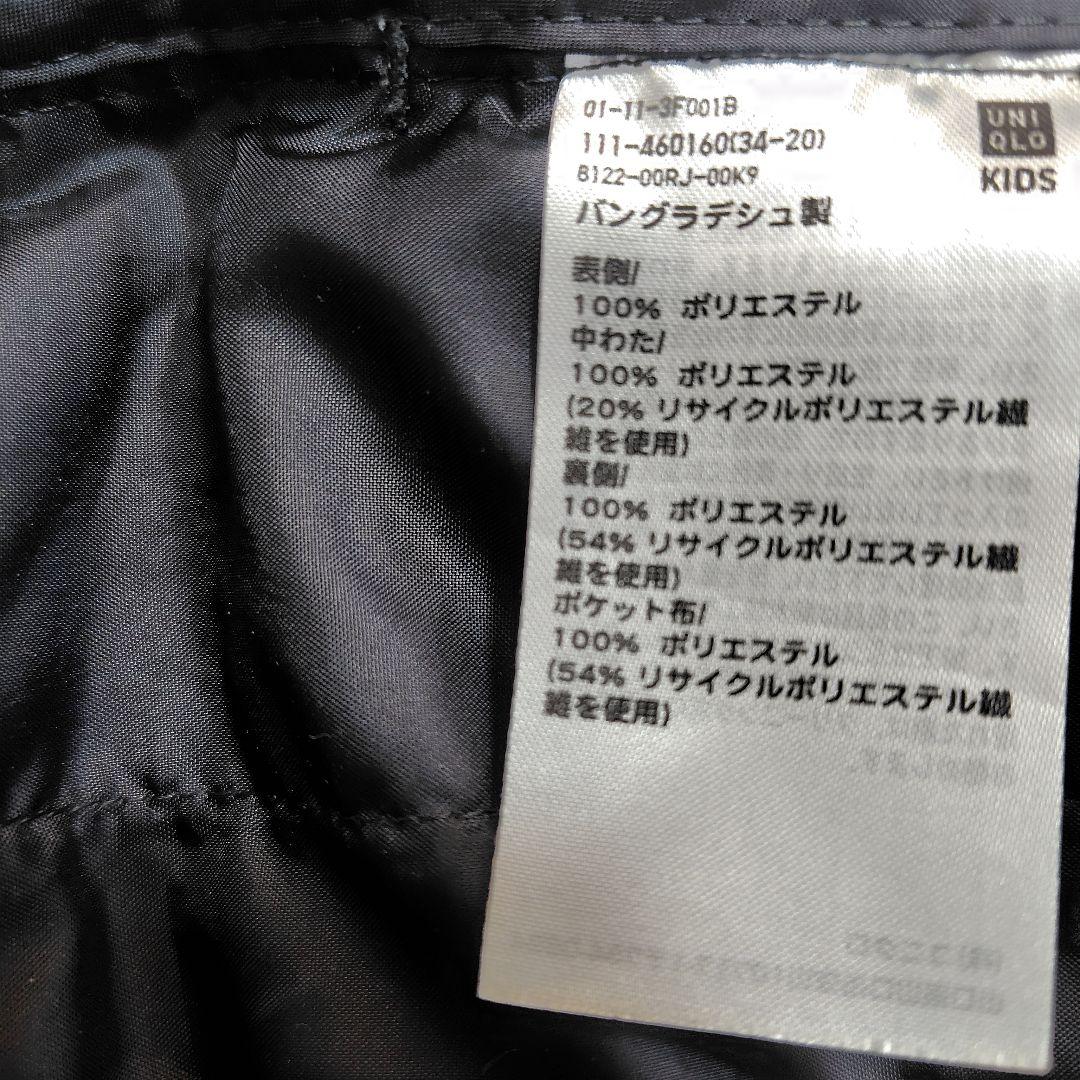 01-11-3F001B
111-460160(34-20)
8122-00RJ-00K9
バングラデシュ製
UNI
QLO
KIDS
表側/
100% ポリエステル
中わた/
100% ポリエステル
(20% リサイクルポリエステル繊
維を使用)
裏側/
100% ポリエステル
(54% リサイクルポリエステル繊
維を使用)
ポケット布/
100% ポリエステル
(54% リサイクルポリエステル繊
維を使用)